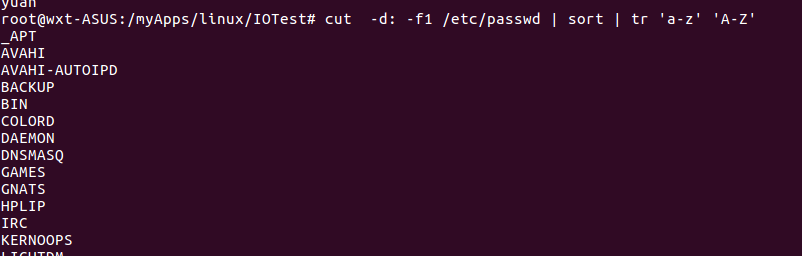 yuan
root@wxt-ASUS:/myApps/linux/IOTest# cut  -d: -f1 /etc/passwd | sort | tr 'a-z' 'A-Z'
_APT
AVAHI
AVAHI-AUTOIPD
BACKUP
BIN
COLORD
DAEMON
DNSMASQ
GAMES
GNATS
HPLIP
IRC
KERNOOPS
LIGHTDM